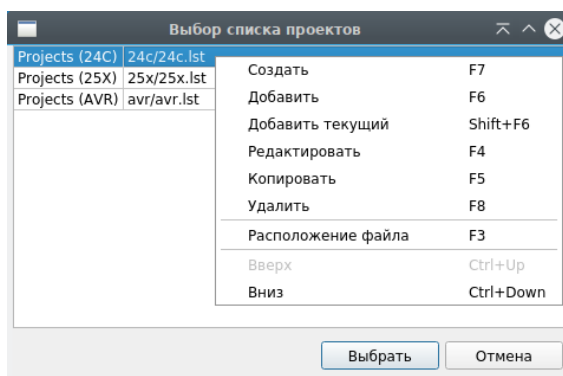 Выбор списка проектов
Projects (24C) 24c/24c.lst
Projects (25X) 25x/25x.lst
Projects (AVR) avr/avr.lst
Создать F7
Добавить F6
Добавить текущий Shift+F6
Редактировать F4
Копировать F5
Удалить F8
Расположение файла F3
Вверх Ctrl+Up
Вниз Ctrl+Down
Выбрать Отмена